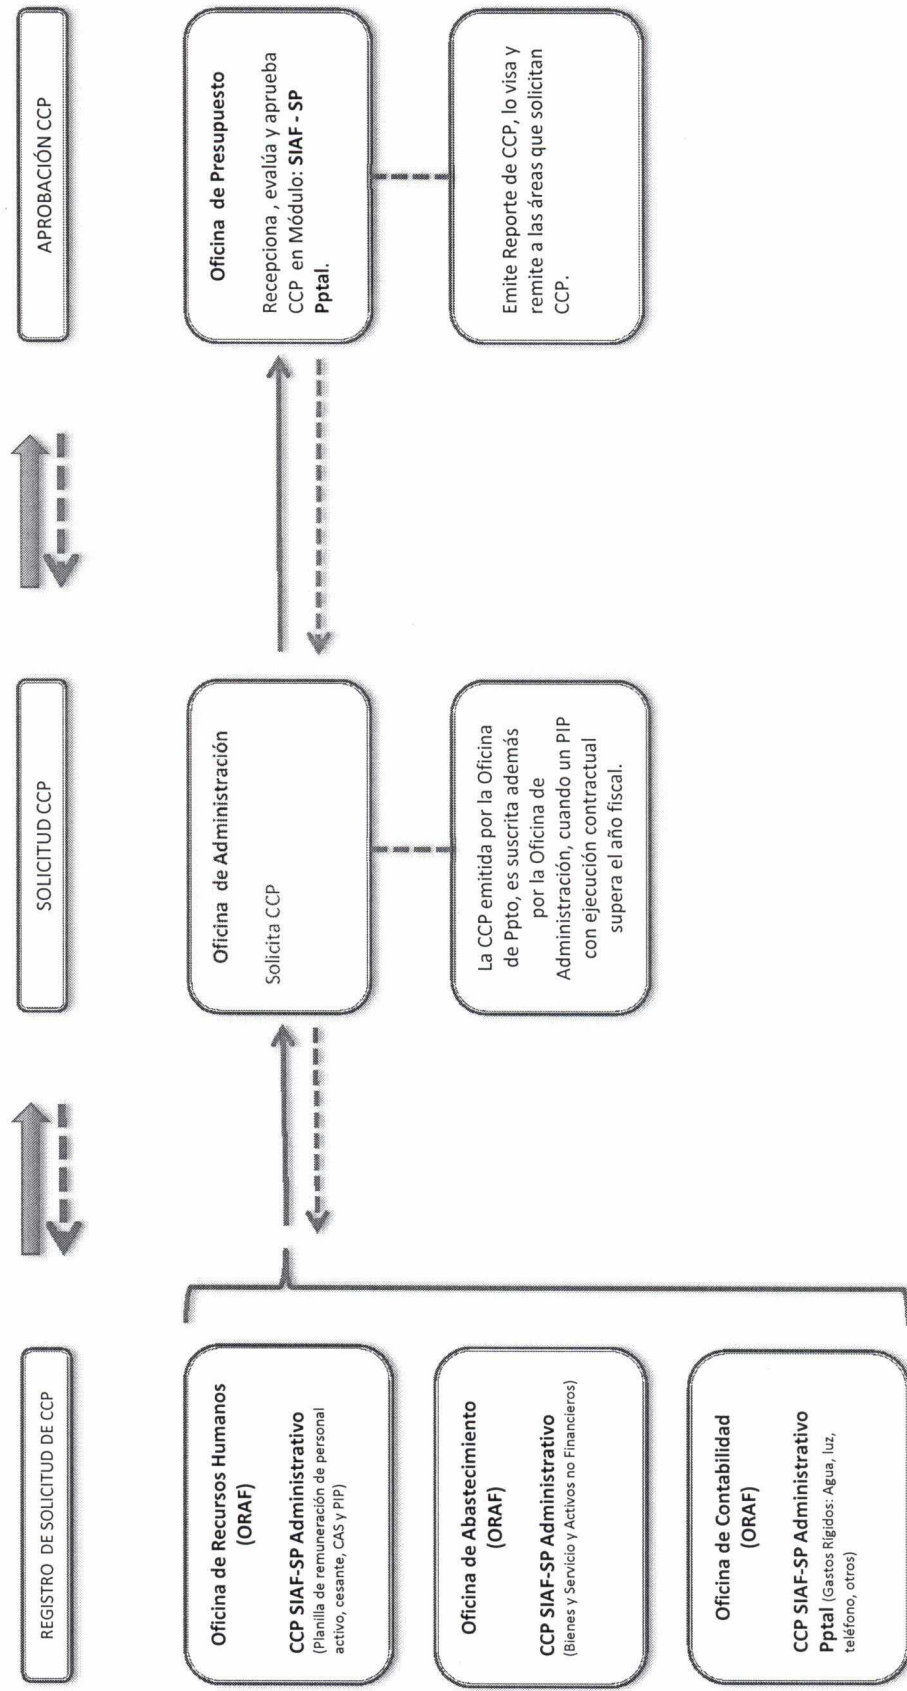 REGISTRO DE SOLICITUD DE CCP
SOLICITUD CCP
APROBACIÓN CCP
Oficina de Recursos Humanos
(ORAF)
CCP SIAF-SP Administrativo
(Planilla de remuneración de personal
activo, cesante, CAS y PIP)
Oficina de Abastecimiento
(ORAF)
CCP SIAF-SP Administrativo
(Bienes y Servicio y Activos no Financieros)
Oficina de Contabilidad
(ORAF)
CCP SIAF-SP Administrativo
Pptal (Gastos Rígidos: Agua, luz,
teléfono, otros)
Oficina de Administración
Solicita CCP
La CCP emitida por la Oficina
de Ppto, es suscrita además
por la Oficina de
Administración, cuando un PIP
con ejecución contractual
supera el año fiscal.
Oficina de Presupuesto
Recepciona , evalúa y aprueba
CCP en Módulo: SIAF - SP
Pptal.
Emite Reporte de CCP, lo visa y
remite a las áreas que solicitan
CCP.